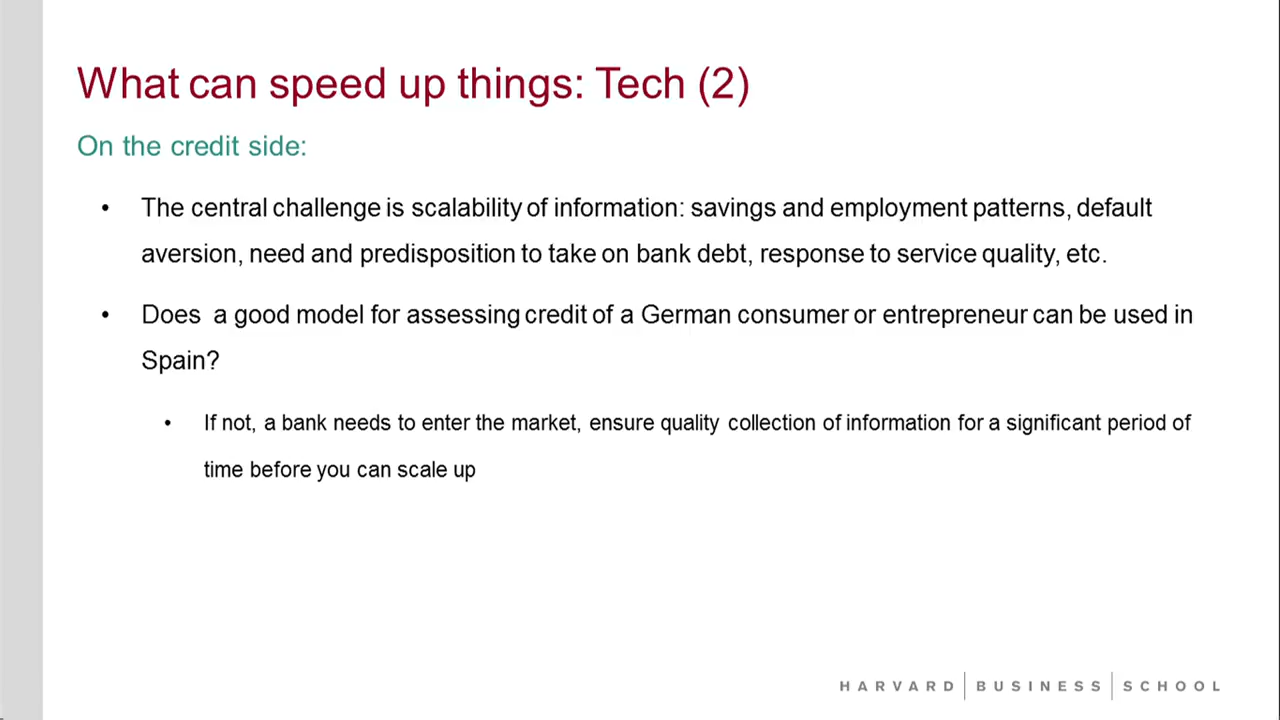 What can speed up things: Tech (2)
On the credit side:
• The central challenge is scalability of information: savings and employment patterns, default
aversion, need and predisposition to take on bank debt, response to service quality, etc.
• Does a good model for assessing credit of a German consumer or entrepreneur can be used in
Spain?
• If not, a bank needs to enter the market, ensure quality collection of information for a significant period of
time before you can scale up
HARVARD | BUSINESS | SCHOOL